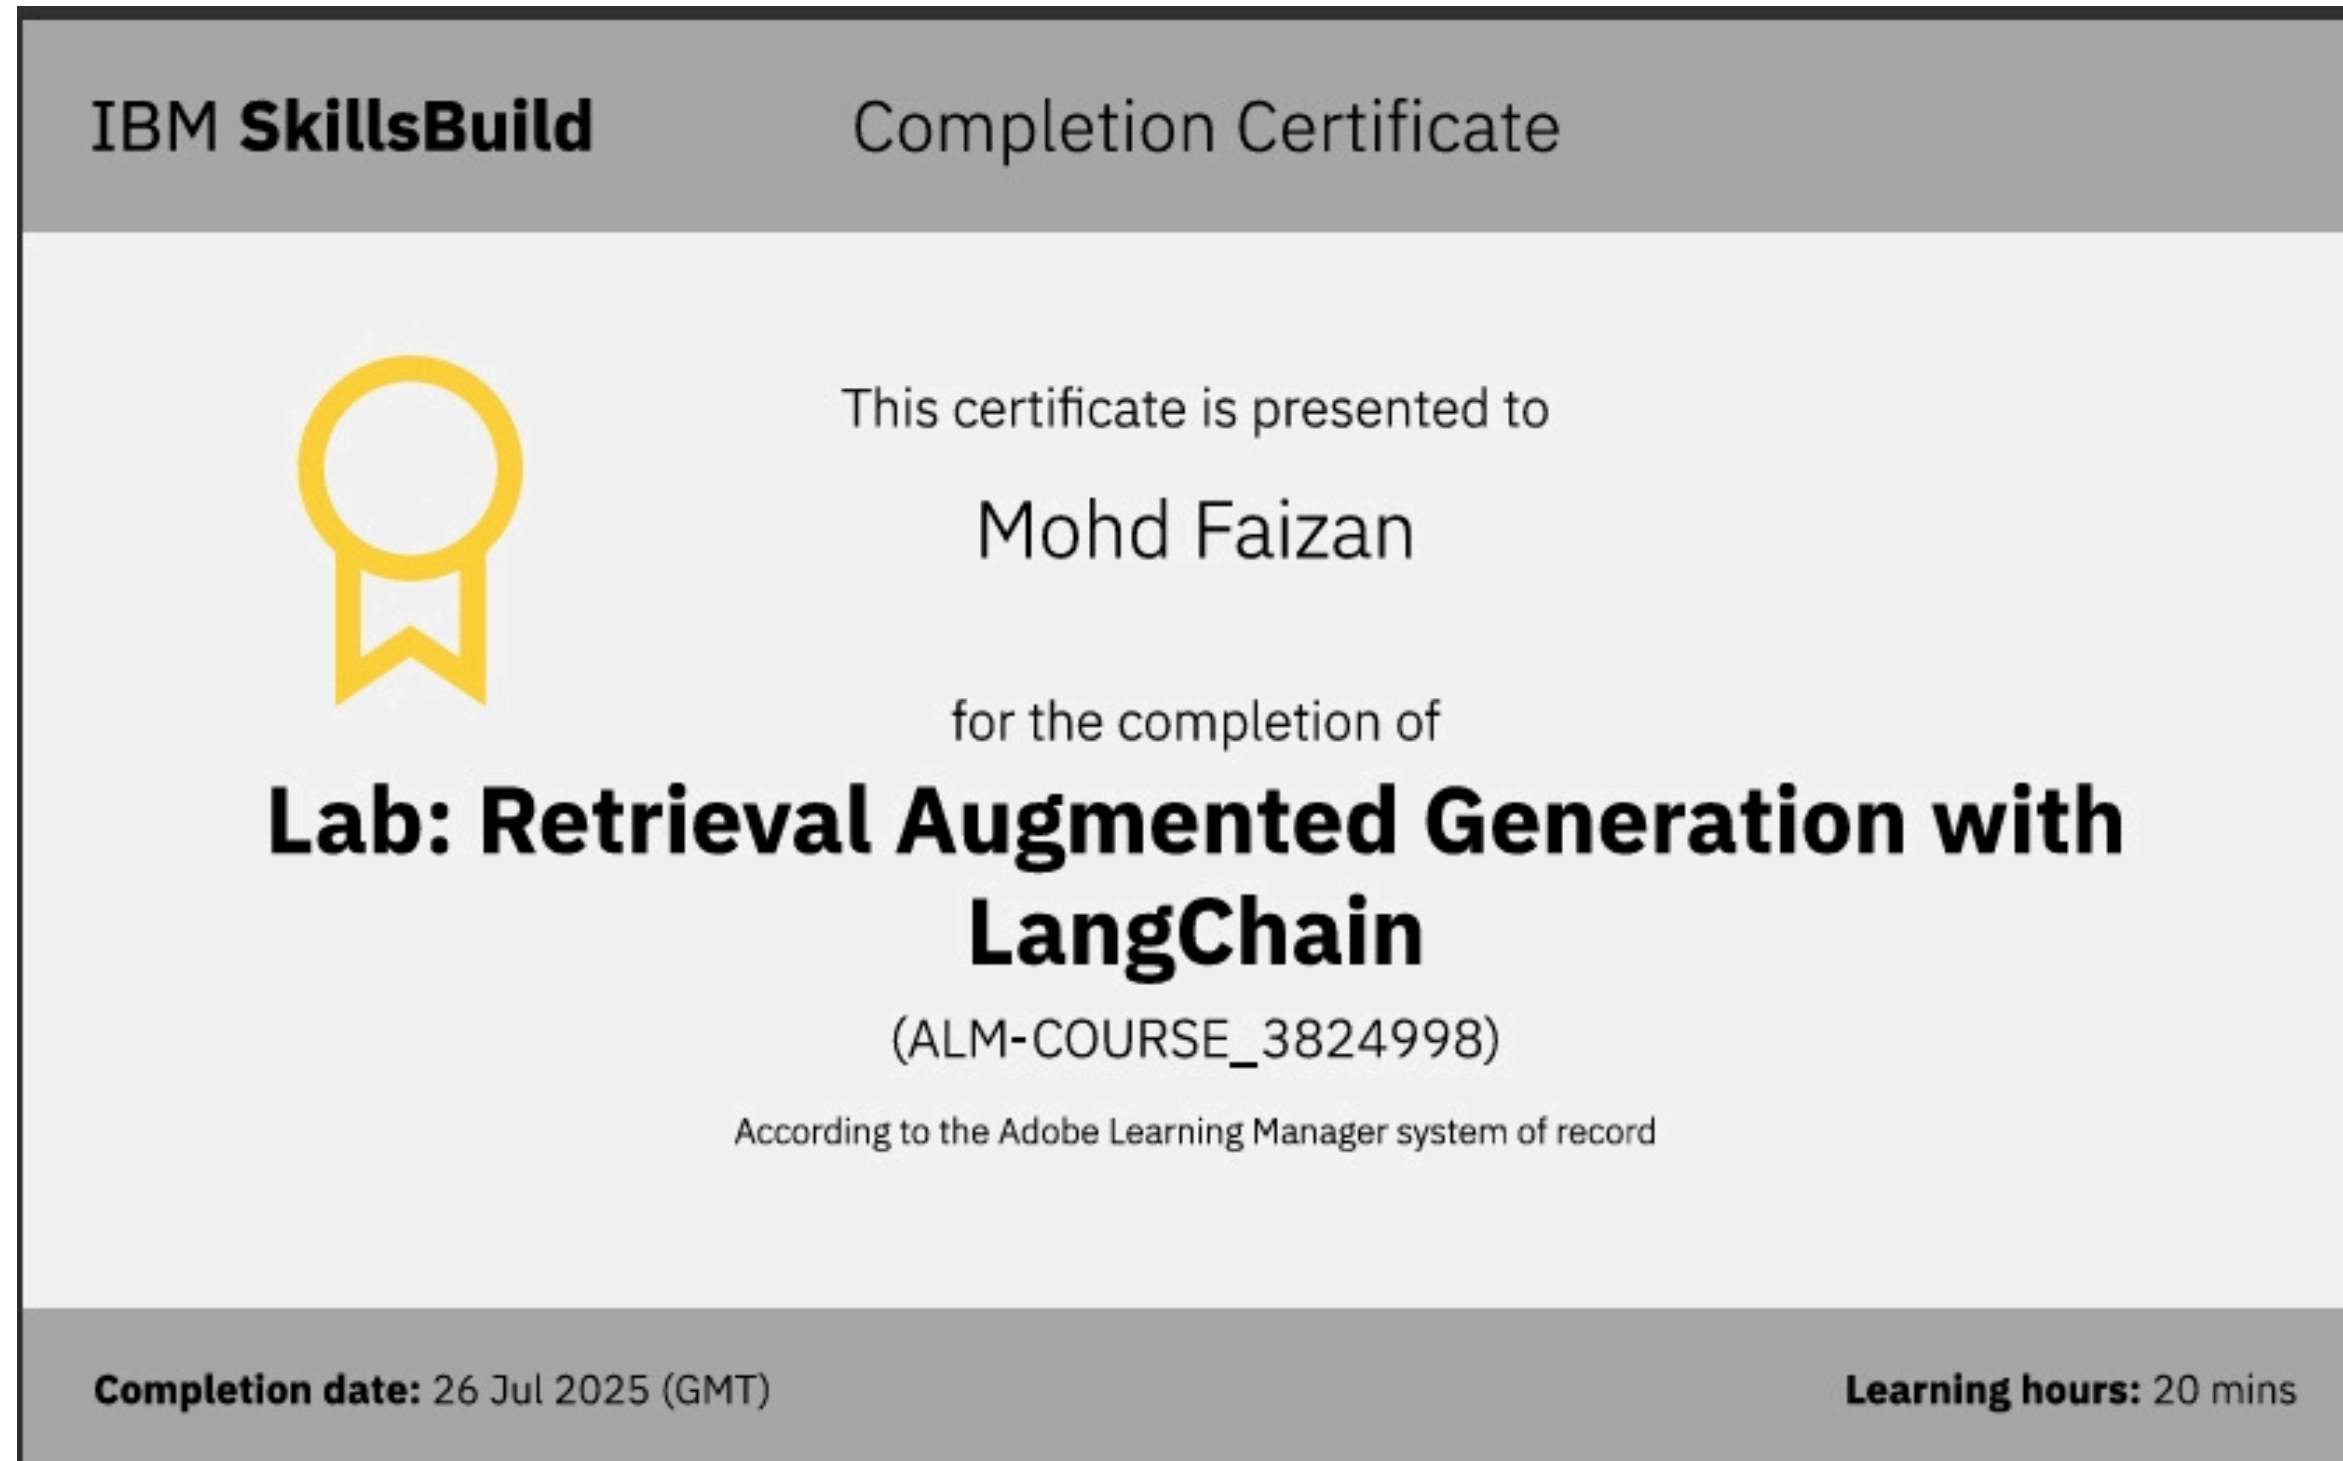 IBM SkillsBuild
Completion Certificate
This certificate is presented to
Mohd Faizan
for the completion of
Lab: Retrieval Augmented Generation with
LangChain
(ALM-COURSE_3824998)
According to the Adobe Learning Manager system of record
Completion date: 26 Jul 2025 (GMT)
Learning hours: 20 mins